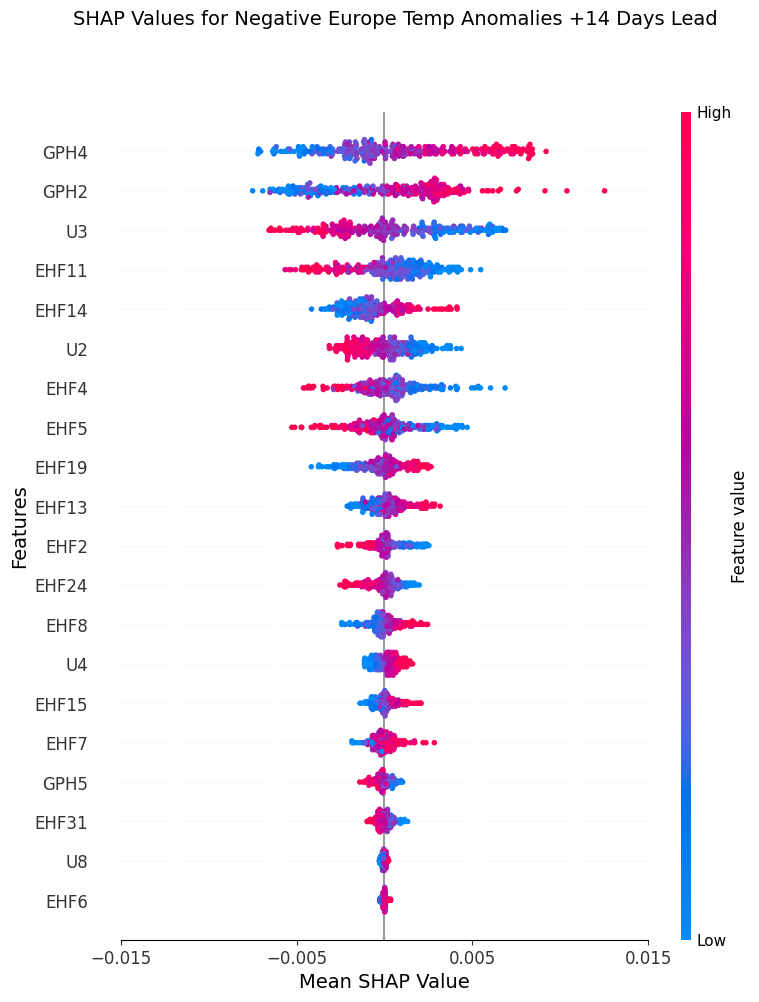 SHAP Values for Negative Europe Temp Anomalies +14 Days Lead
High
GPH4
GPH2
U3
EHF11
EHF14
U2
EHF4
EHF5
EHF19
EHF13
EHF2
EHF24
EHF8
U4
EHF15
EHF7
GPH5
EHF31
U8
EHF6
Features
Feature value
Low
−0.015 −0.005 0.005 0.015
Mean SHAP Value